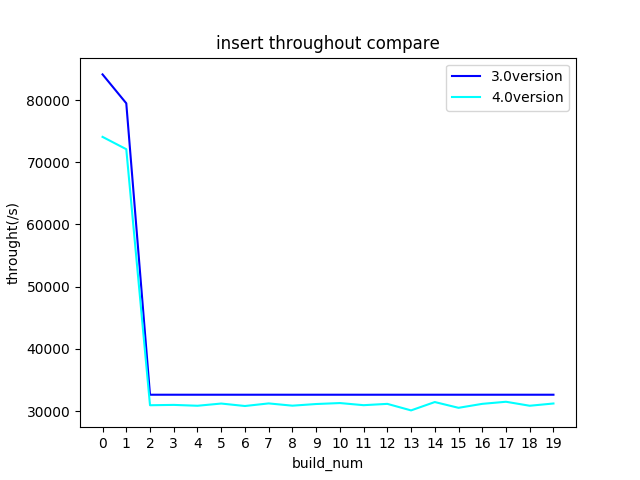 insert throughout compare
3.0version
4.0version
throught(/s)
80000
70000
60000
50000
40000
30000
0 1 2 3 4 5 6 7 8 9 10 11 12 13 14 15 16 17 18 19
build_num